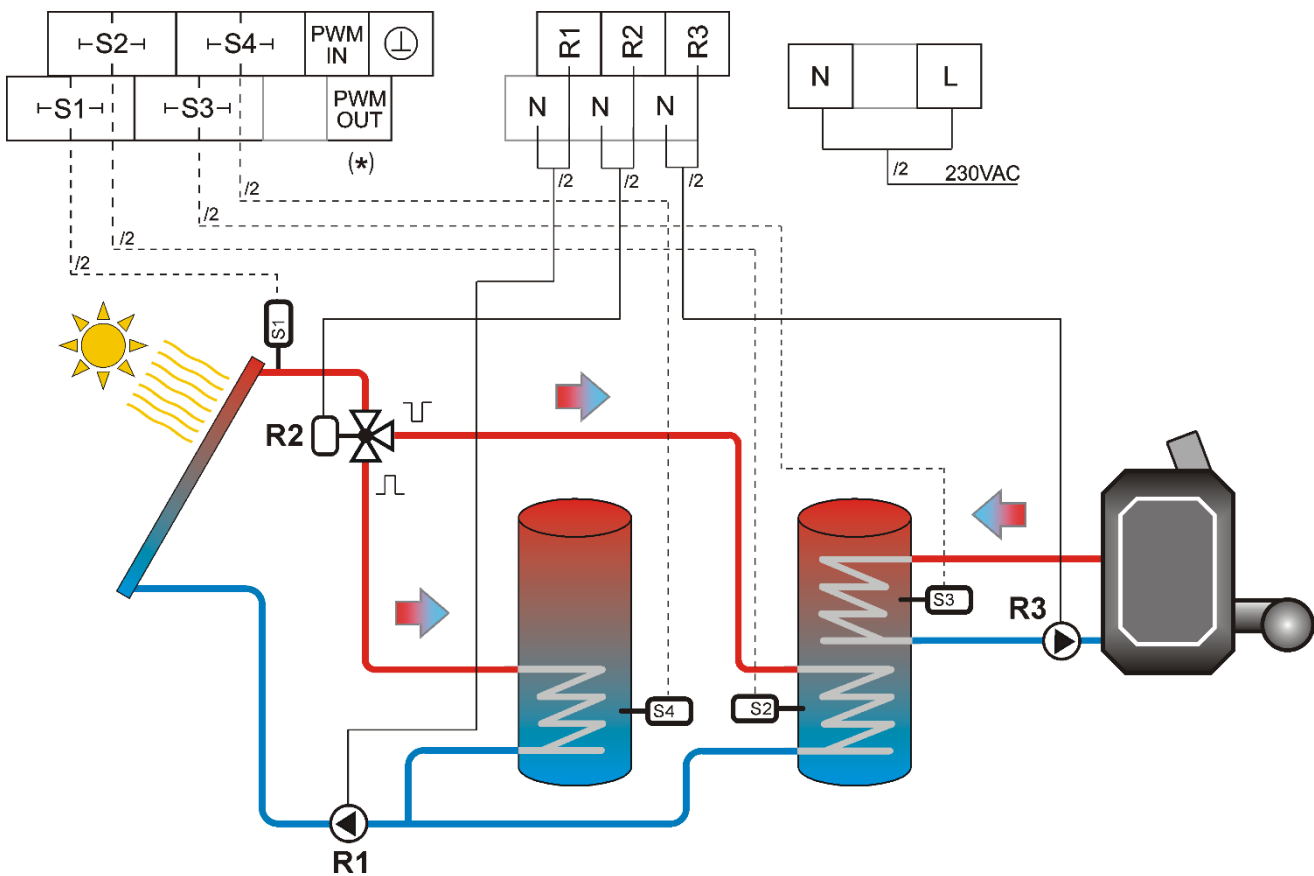 ⊢S2⊣ ⊢S4⊣ PWM IN
⊢S1⊣ ⊢S3⊣ PWM OUT
(*)
R1 R2 R3
N N N
N L
/2 230VAC
/2 /2 /2
/2
/2
/2
/2
S1
R2
S3
R3
S4
S2
R1